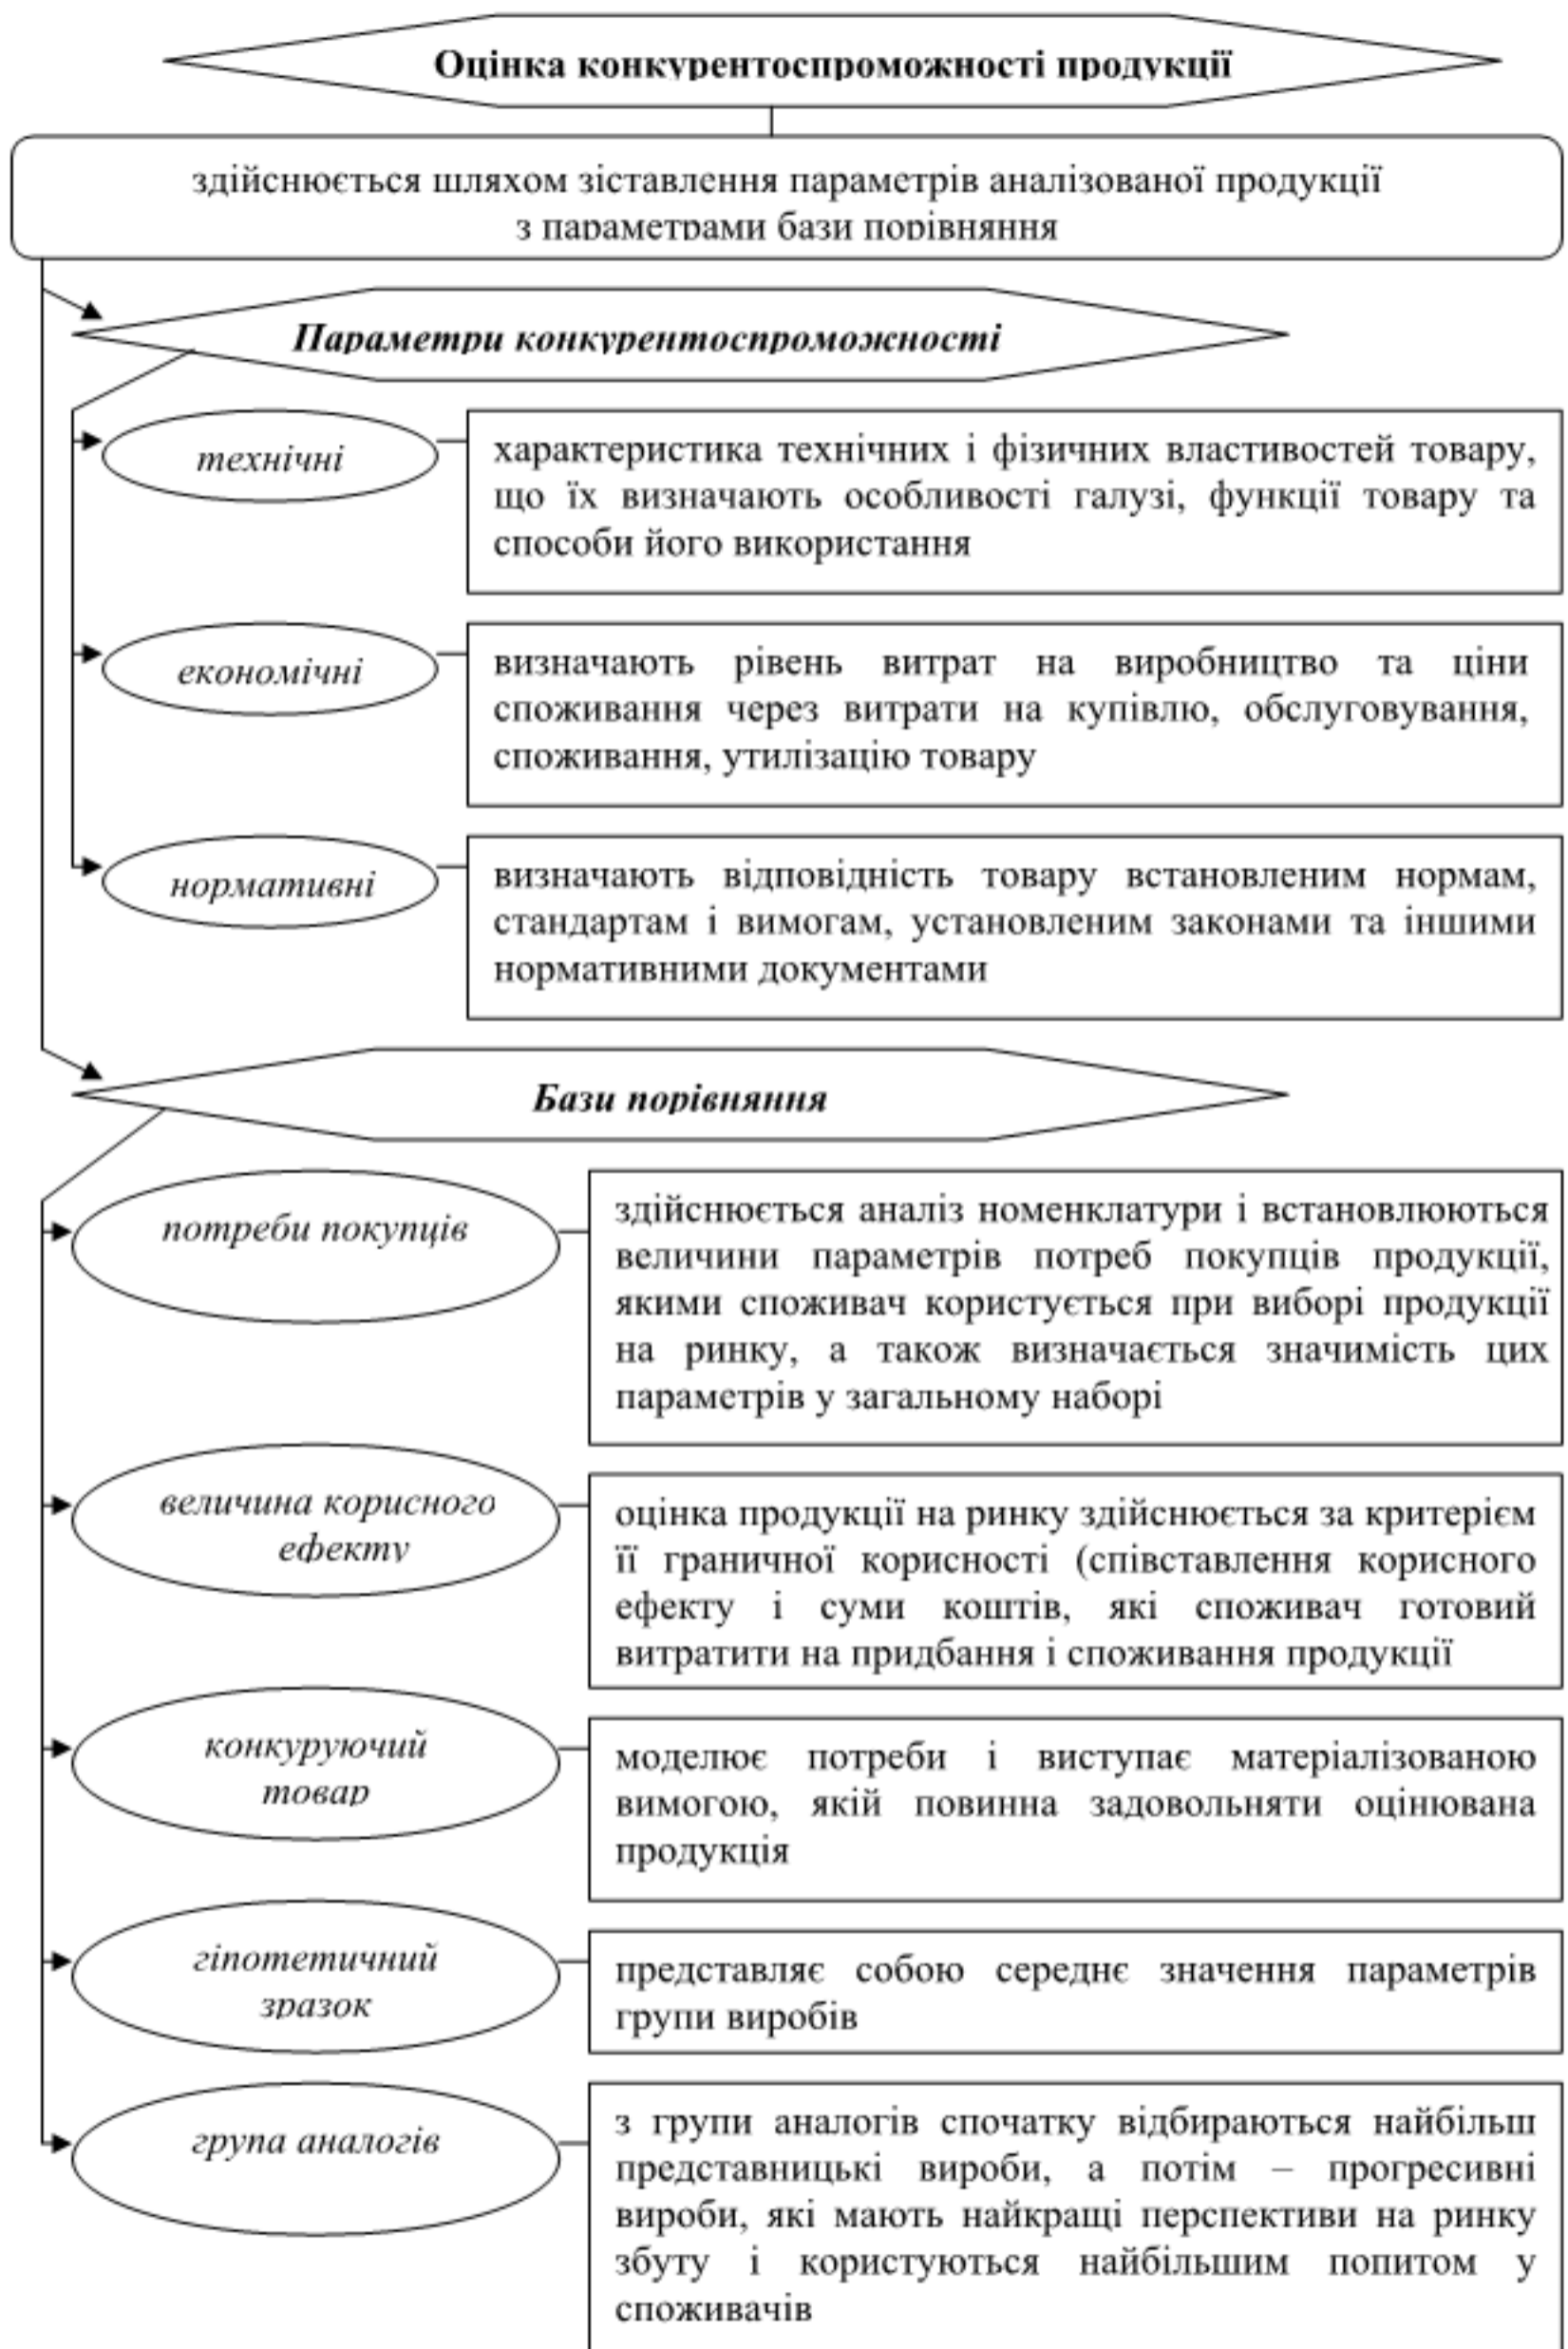 Оцінка конкурентоспроможності продукції
здійснюється шляхом зіставлення параметрів аналізованої продукції
з параметрами бази порівняння
Параметри конкурентоспроможності
технічні
характеристика технічних і фізичних властивостей товару,
що їх визначають особливості галузі, функції товару та
способи його використання
економічні
визначають рівень витрат на виробництво та ціни
споживання через витрати на купівлю, обслуговування,
споживання, утилізацію товару
нормативні
визначають відповідність товару встановленим нормам,
стандартам і вимогам, установленим законами та іншими
нормативними документами
Бази порівняння
потреби покупців
здійснюється аналіз номенклатури і встановлюються
величини параметрів потреб покупців продукції,
якими споживач користується при виборі продукції
на ринку, а також визначається значимість цих
параметрів у загальному наборі
величина корисного
ефекту
оцінка продукції на ринку здійснюється за критерієм
її граничної корисності (співставлення корисного
ефекту і суми коштів, які споживач готовий
витратити на придбання і споживання продукції
конкуруючий
товар
моделює потреби і виступає матеріалізованою
вимогою, якій повинна задовольняти оцінювана
продукція
гіпотетичний
зразок
представляє собою середнє значення параметрів
групи виробів
група аналогів
з групи аналогів спочатку відбираються найбільш
представницькі вироби, а потім – прогресивні
вироби, які мають найкращі перспективи на ринку
збуту і користуються найбільшим попитом у
споживачів